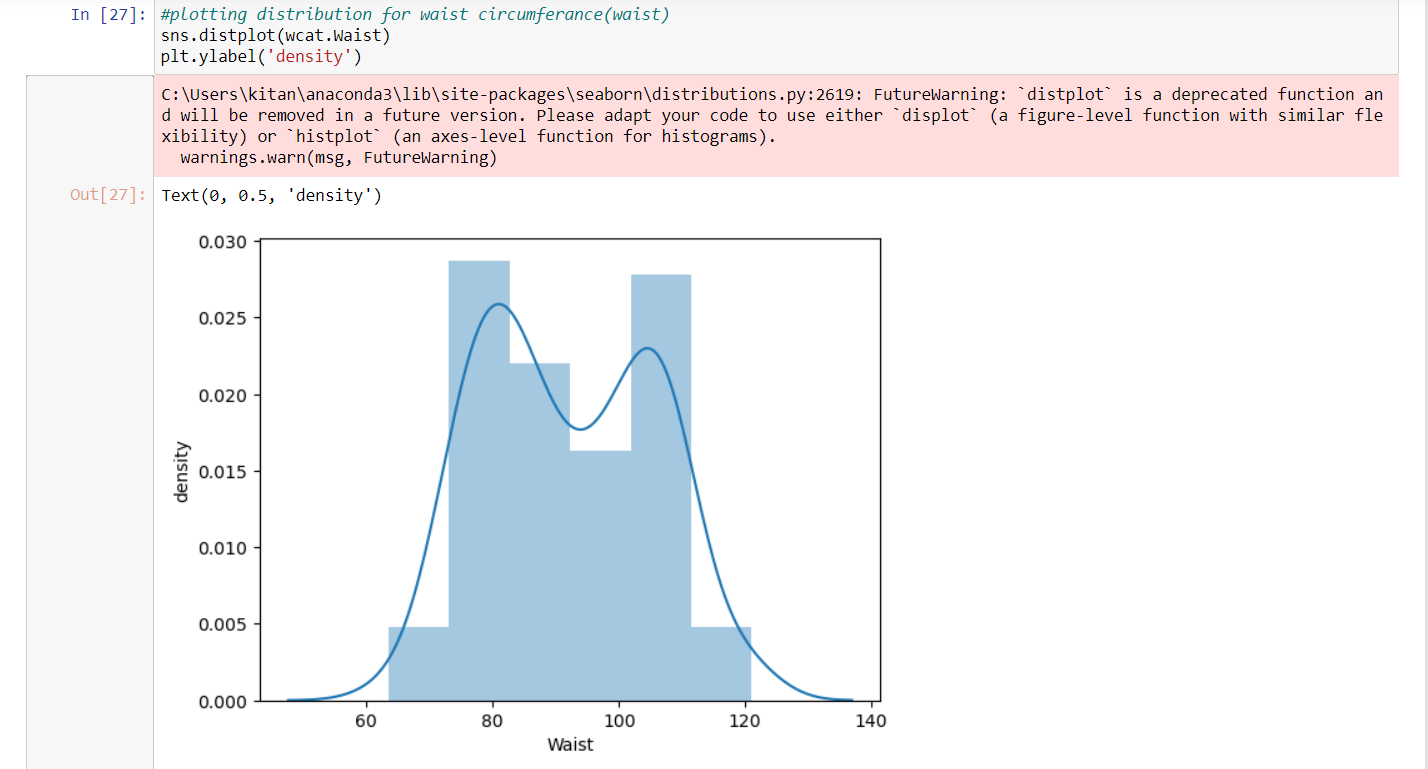 In [27]: #plotting distribution for waist circumferance(waist)
sns.distplot(wcat.Waist)
plt.ylabel('density')
C:\Users\kitan\anaconda3\lib\site-packages\seaborn\distributions.py:2619: FutureWarning: `distplot` is a deprecated function an
d will be removed in a future version. Please adapt your code to use either `displot` (a figure-level function with similar fle
xibility) or `histplot` (an axes-level function for histograms).
  warnings.warn(msg, FutureWarning)
Out[27]: Text(0, 0.5, 'density')
0.030
0.025
0.020
0.015
0.010
0.005
0.000
density
60 80 100 120 140
Waist